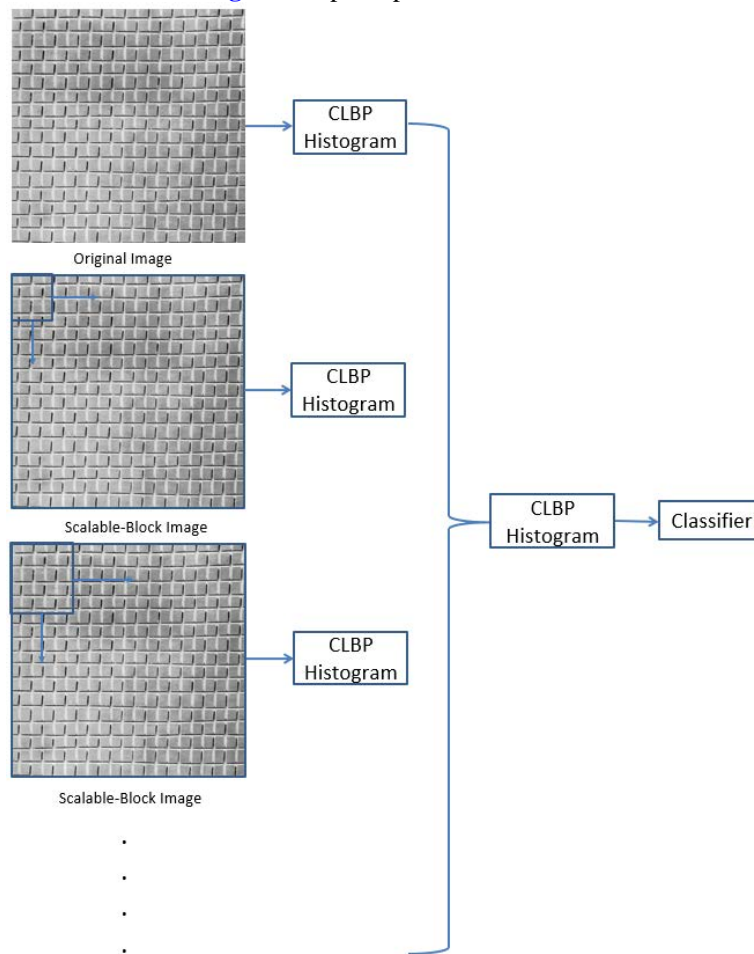 CLBP
Histogram
Original Image
CLBP
Histogram
Scalable-Block Image
CLBP
Histogram
Classifier
CLBP
Histogram
Scalable-Block Image
.
.
.
.